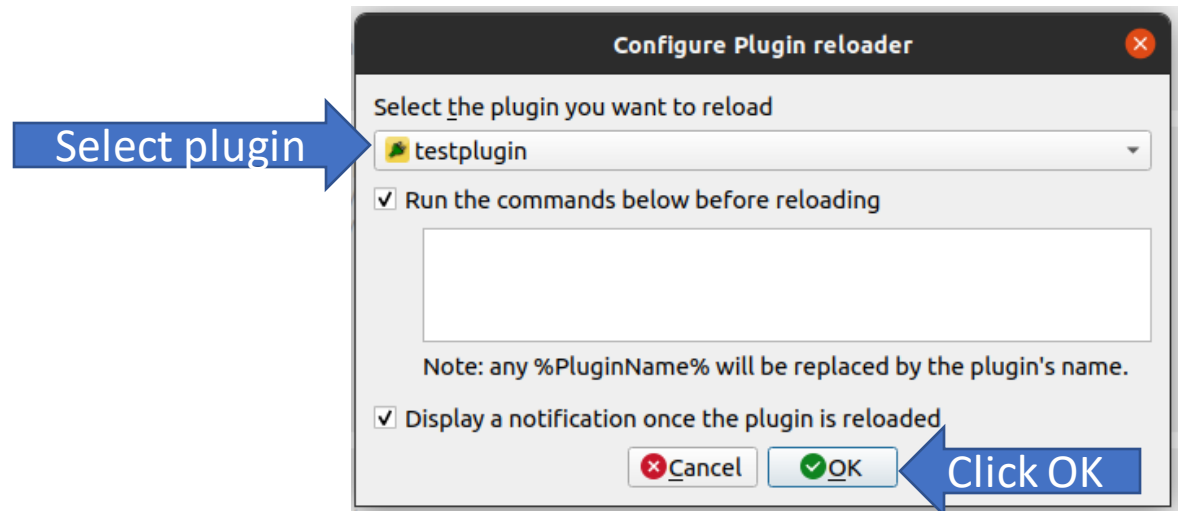 Configure Plugin reloader
Select the plugin you want to reload
Select plugin
testplugin
Run the commands below before reloading
Note: any %PluginName% will be replaced by the plugin's name.
Display a notification once the plugin is reloaded
Cancel
OK
Click OK